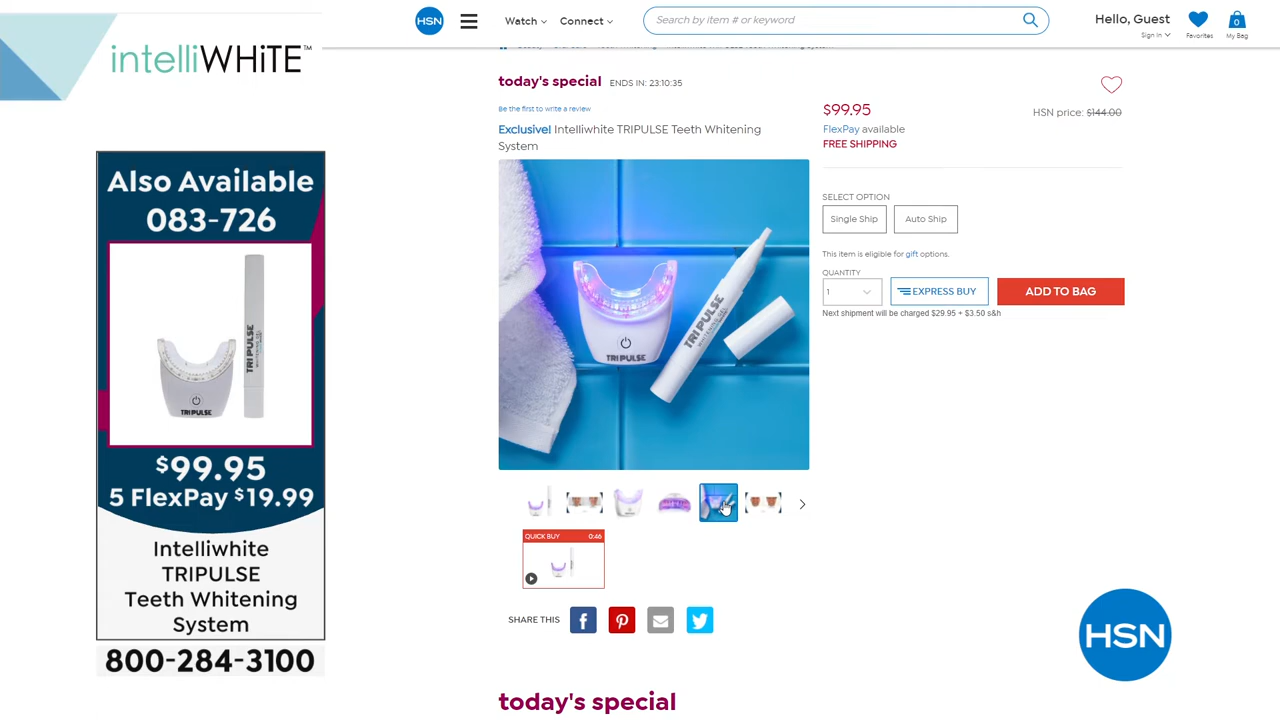 intelliWHiTE™
Also Available
083-726
TRIPULSE
TRIPULSE
$99.95
5 FlexPay $19.99
Intelliwhite
TRIPULSE
Teeth Whitening
System
800-284-3100
HSN
Watch
Connect
Search by item # or keyword
Hello, Guest
Sign in
Favorites
0
My Bag
today's special ENDS IN: 23:10:35
Be the first to write a review
Exclusive! Intelliwhite TRIPULSE Teeth Whitening
System
TRIPULSE
TRIPULSE
WHITENING GEL
QUICK BUY 0:46
SHARE THIS
$99.95
HSN price: $144.00
FlexPay available
FREE SHIPPING
SELECT OPTION
Single Ship
Auto Ship
This item is eligible for gift options.
QUANTITY
1
EXPRESS BUY
ADD TO BAG
Next shipment will be charged $29.95 + $3.50 s&h
HSN
today's special